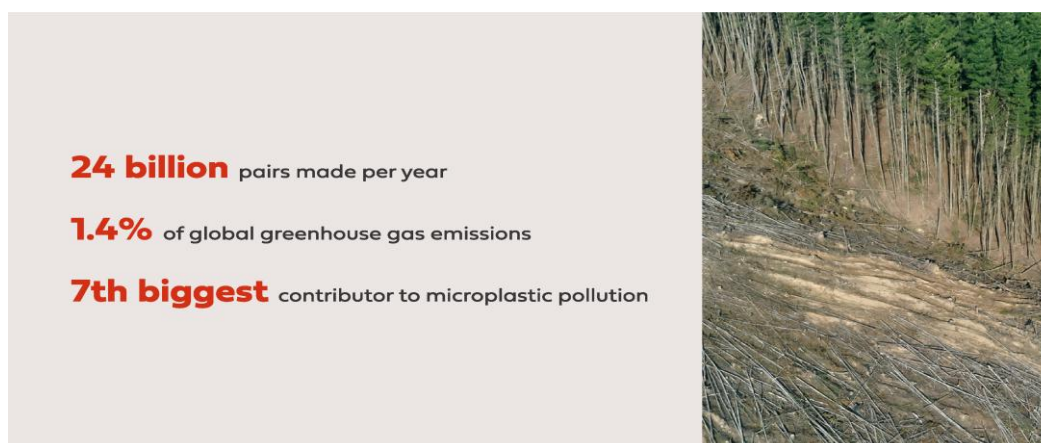 24 billion pairs made per year
1.4% of global greenhouse gas emissions
7th biggest contributor to microplastic pollution